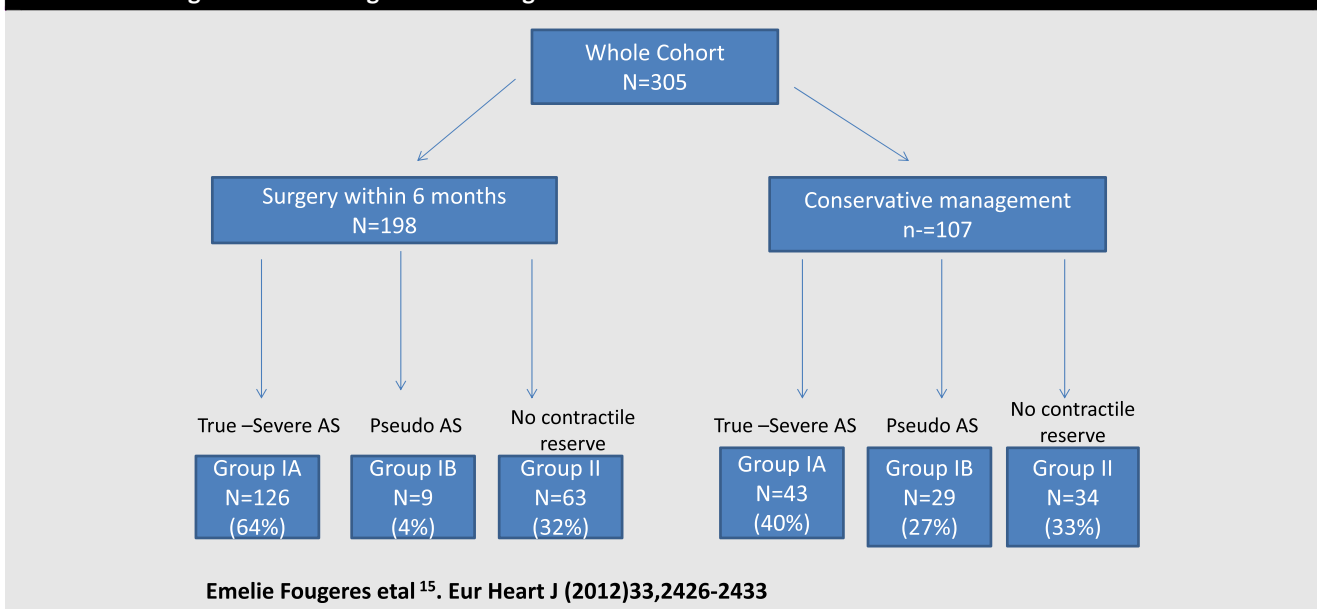 Whole Cohort
N=305
Surgery within 6 months
N=198
Conservative management
n-=107
True –Severe AS
Pseudo AS
No contractile
reserve
True –Severe AS
Pseudo AS
No contractile
reserve
Group IA
N=126
(64%)
Group IB
N=9
(4%)
Group II
N=63
(32%)
Group IA
N=43
(40%)
Group IB
N=29
(27%)
Group II
N=34
(33%)
Emelie Fougeres etal 15. Eur Heart J (2012)33,2426-2433